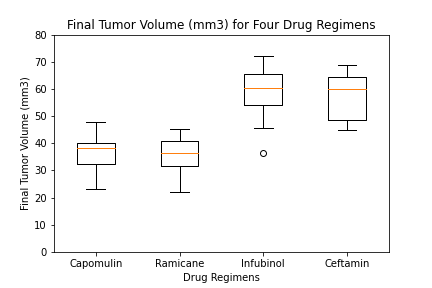 Final Tumor Volume (mm3) for Four Drug Regimens
Final Tumor Volume (mm3)
80
70
60
50
40
30
20
10
0
Capomulin Ramicane Infubinol Ceftamin
Drug Regimens